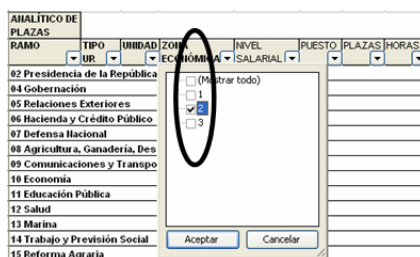 ANALÍTICO DE
PLAZAS
RAMO TIPO UR UNIDAD ZONA ECONÓMICA NIVEL SALARIAL PUESTO PLAZAS HORAS
02 Presidencia de la República
04 Gobernación
05 Relaciones Exteriores
06 Hacienda y Crédito Público
07 Defensa Nacional
08 Agricultura, Ganadería, Des
09 Comunicaciones y Transpo
10 Economía
11 Educación Pública
12 Salud
13 Marina
14 Trabajo y Previsión Social
15 Reforma Agraria
(Mostrar todo)
1
2
3
Aceptar Cancelar